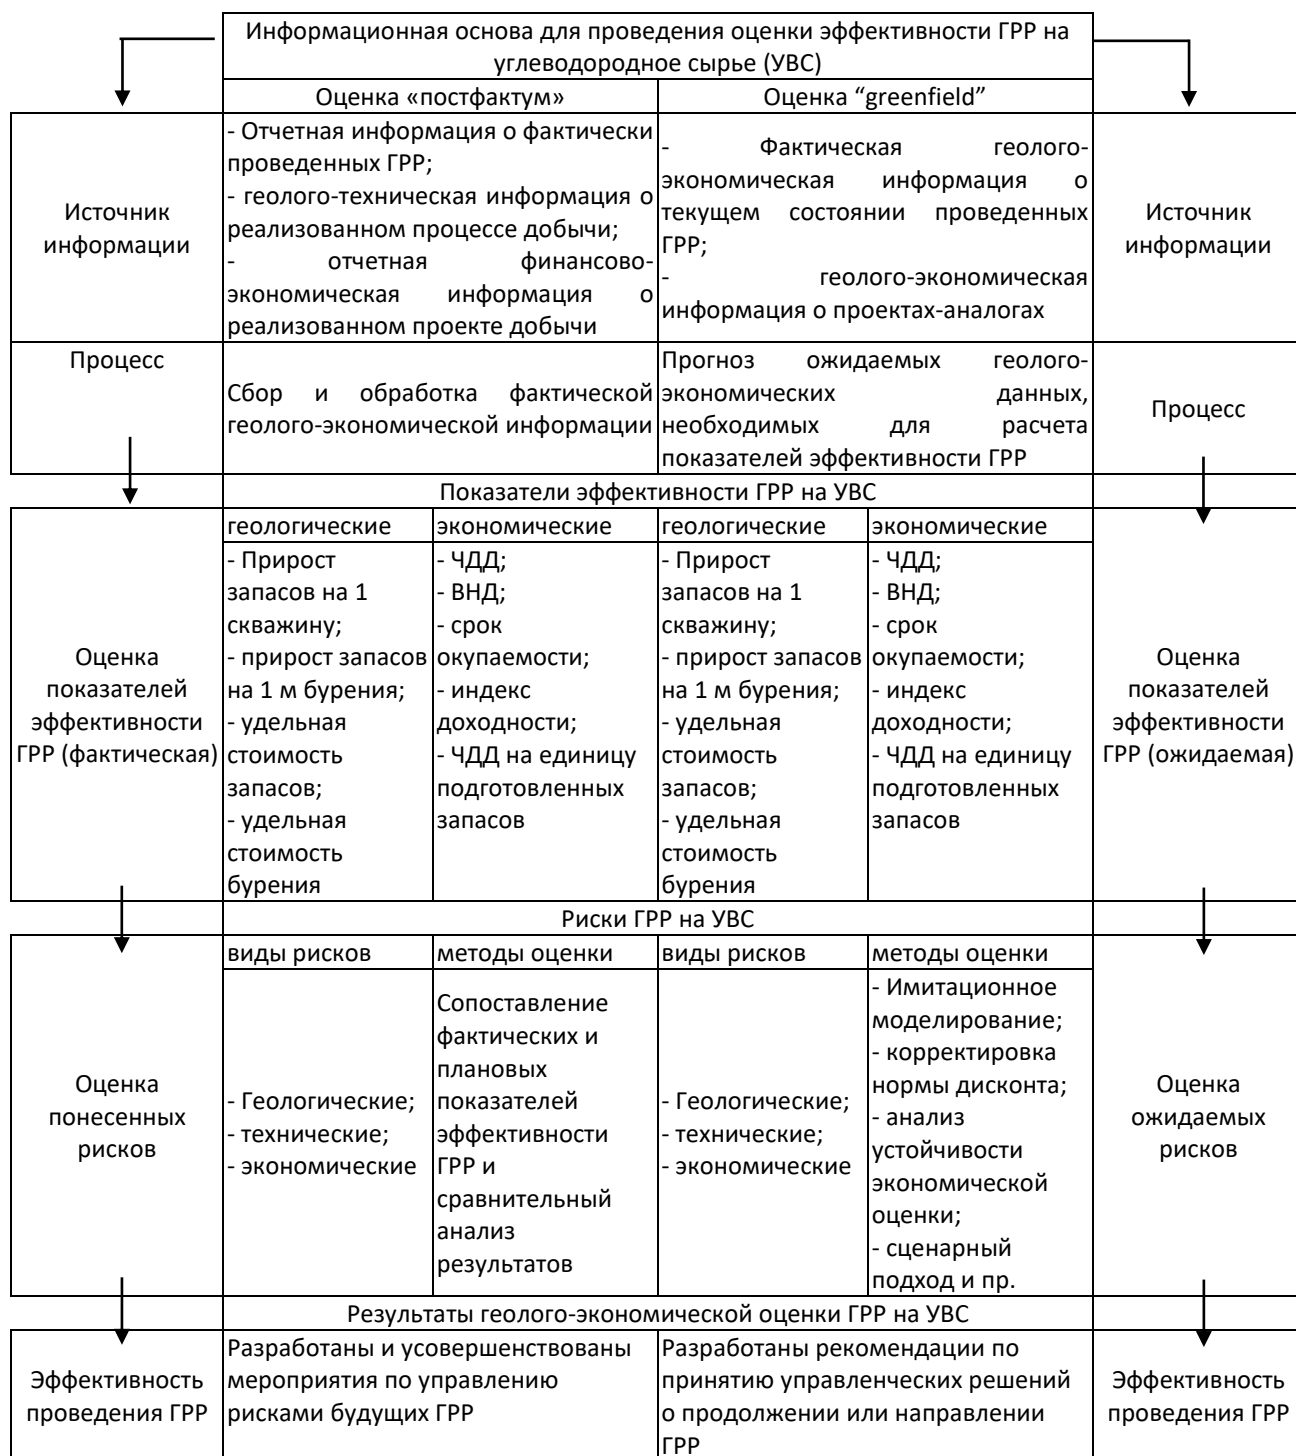 Информационная основа для проведения оценки эффективности ГРР на
углеводородное сырье (УВС)
Оценка «постфактум»
Оценка “greenfield”
Источник
информации
- Отчетная информация о фактически
проведенных ГРР;
- геолого-техническая информация о
реализованном процессе добычи;
- отчетная финансово-
экономическая информация о
реализованном проекте добычи
- Фактическая геолого-
экономическая информация о
текущем состоянии проведенных
ГРР;
- геолого-экономическая
информация о проектах-аналогах
Источник
информации
Процесс
Сбор и обработка фактической
геолого-экономической информации
Прогноз ожидаемых геолого-
экономических данных,
необходимых для расчета
показателей эффективности ГРР
Процесс
Показатели эффективности ГРР на УВС
Оценка
показателей
эффективности
ГРР (фактическая)
геологические
- Прирост
запасов на 1
скважину;
- прирост запасов
на 1 м бурения;
- удельная
стоимость
запасов;
- удельная
стоимость
бурения
экономические
- ЧДД;
- ВНД;
- срок
окупаемости;
- индекс
доходности;
- ЧДД на единицу
подготовленных
запасов
геологические
- Прирост
запасов на 1
скважину;
- прирост запасов
на 1 м бурения;
- удельная
стоимость
запасов;
- удельная
стоимость
бурения
экономические
- ЧДД;
- ВНД;
- срок
окупаемости;
- индекс
доходности;
- ЧДД на единицу
подготовленных
запасов
Оценка
показателей
эффективности
ГРР (ожидаемая)
Риски ГРР на УВС
Оценка
понесенных
рисков
виды рисков
- Геологические;
- технические;
- экономические
методы оценки
Сопоставление
фактических и
плановых
показателей
эффективности
ГРР и
сравнительный
анализ
результатов
виды рисков
- Геологические;
- технические;
- экономические
методы оценки
- Имитационное
моделирование;
- корректировка
нормы дисконта;
- анализ
устойчивости
экономической
оценки;
- сценарный
подход и пр.
Оценка
ожидаемых
рисков
Результаты геолого-экономической оценки ГРР на УВС
Эффективность
проведения ГРР
Разработаны и усовершенствованы
мероприятия по управлению
рисками будущих ГРР
Разработаны рекомендации по
принятию управленческих решений
о продолжении или направлении
ГРР
Эффективность
проведения ГРР